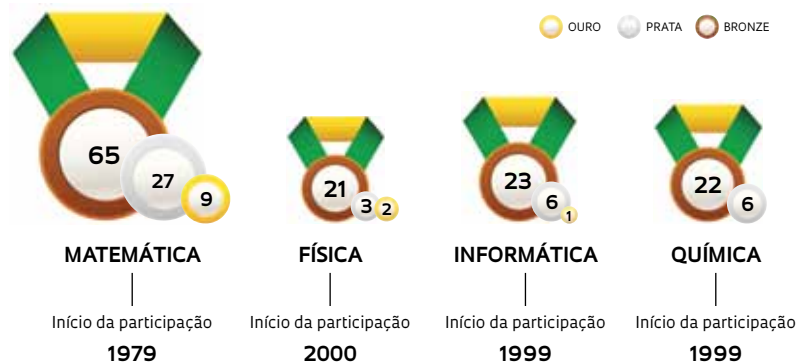 OURO PRATA BRONZE
65 27 9
21 3 2
23 6 1
22 6
MATEMÁTICA
FÍSICA
INFORMÁTICA
QUÍMICA
Início da participação
1979
Início da participação
2000
Início da participação
1999
Início da participação
1999